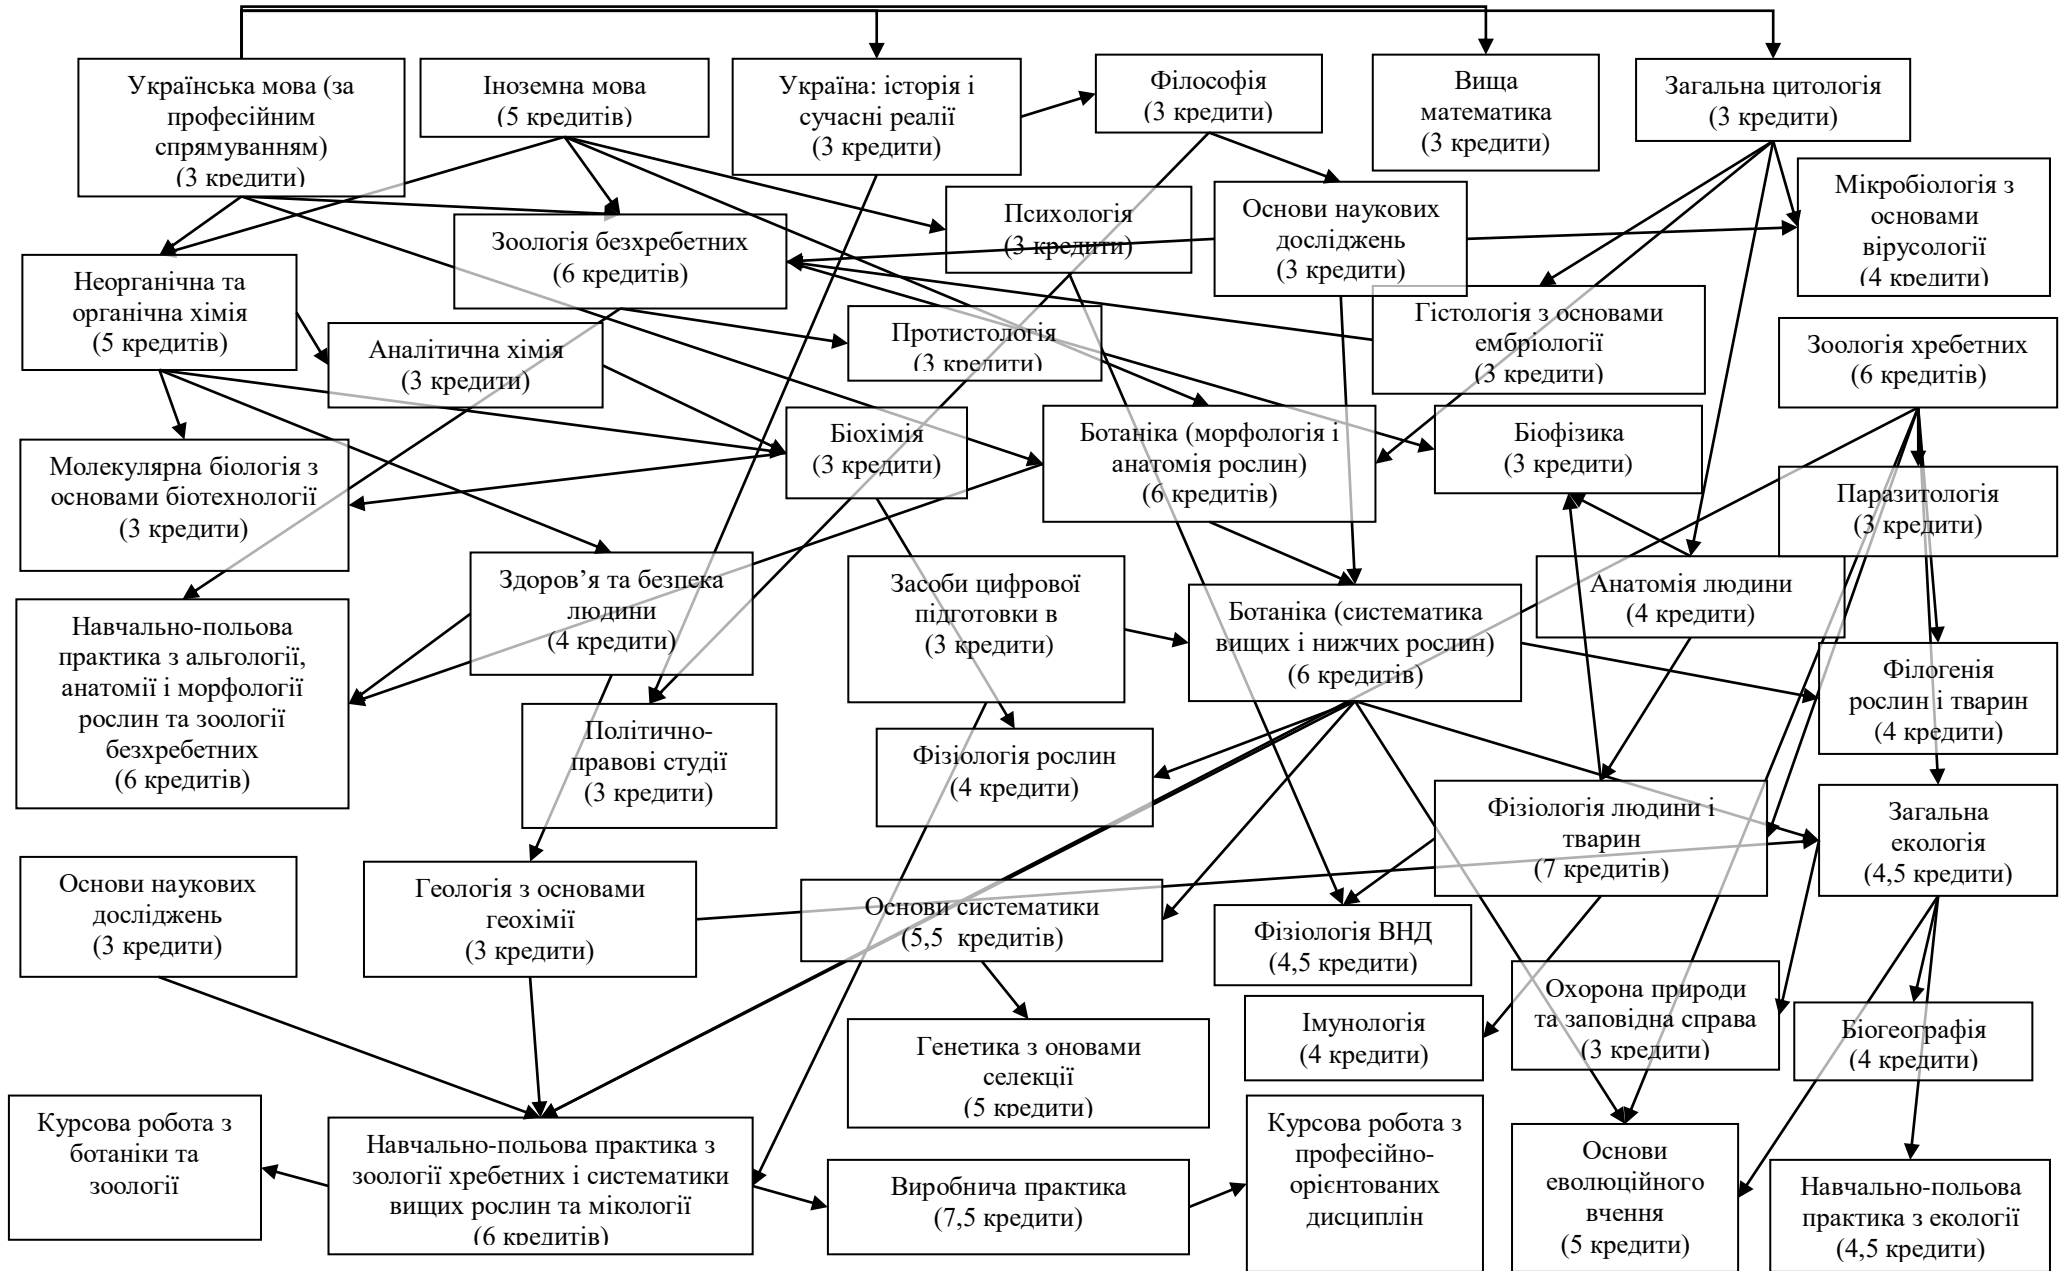 Українська мова (за
професійним
спрямуванням)
(3 кредити)
Іноземна мова
(5 кредитів)
Україна: історія і
сучасні реалії
(3 кредити)
Філософія
(3 кредити)
Вища
математика
(3 кредити)
Загальна цитологія
(3 кредити)
Мікробіологія з
основами
вірусології
(4 кредити)
Психологія
(3 кредити)
Основи наукових
досліджень
(3 кредити)
Зоологія безхребетних
(6 кредитів)
Неорганічна та
органічна хімія
(5 кредитів)
Аналітична хімія
(3 кредити)
Протистологія
(3 кредити)
Гістологія з основами
ембріології
(3 кредити)
Зоологія хребетних
(6 кредитів)
Молекулярна біологія з
основами біотехнології
(3 кредити)
Біохімія
(3 кредити)
Ботаніка (морфологія і
анатомія рослин)
(6 кредитів)
Біофізика
(3 кредити)
Паразитологія
(3 кредити)
Навчально-польова
практика з альгології,
анатомії і морфології
рослин та зоології
безхребетних
(6 кредитів)
Здоров’я та безпека
людини
(4 кредити)
Засоби цифрової
підготовки в
(3 кредити)
Ботаніка (систематика
вищих і нижчих рослин)
(6 кредитів)
Анатомія людини
(4 кредити)
Філогенія
рослин і тварин
(4 кредити)
Політично-
правові студії
(3 кредити)
Фізіологія рослин
(4 кредити)
Фізіологія людини і
тварин
(7 кредитів)
Загальна
екологія
(4,5 кредити)
Основи наукових
досліджень
(3 кредити)
Геологія з основами
геохімії
(3 кредити)
Основи систематики
(5,5 кредитів)
Фізіологія ВНД
(4,5 кредити)
Охорона природи
та заповідна справа
(3 кредити)
Генетика з оновами
селекції
(5 кредити)
Імунологія
(4 кредити)
Біогеографія
(4 кредити)
Курсова робота з
ботаніки та
зоології
Навчально-польова практика з
зоології хребетних і систематики
вищих рослин та мікології
(6 кредитів)
Виробнича практика
(7,5 кредити)
Курсова робота з
професійно-
орієнтованих
дисциплін
Основи
еволюційного
вчення
(5 кредити)
Навчально-польова
практика з екології
(4,5 кредити)